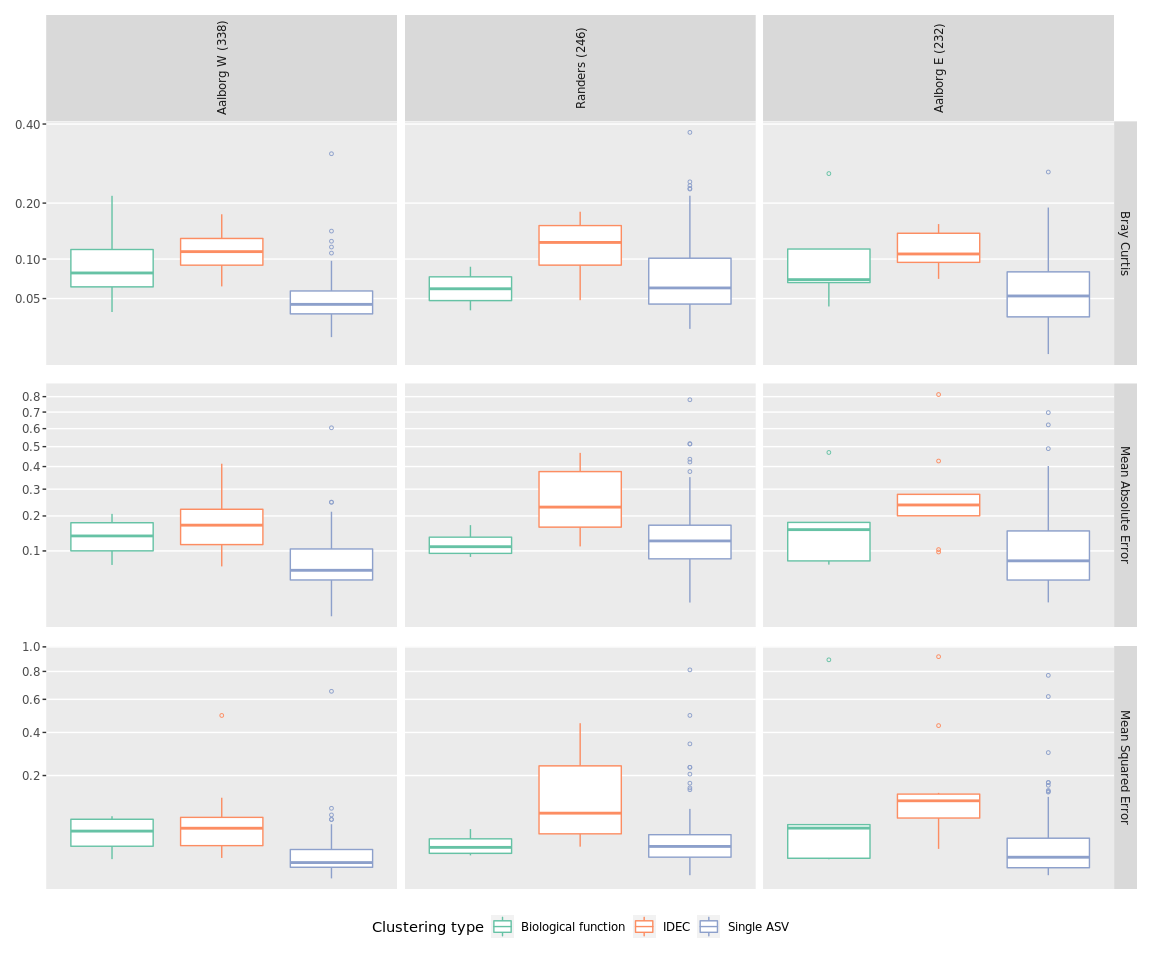 Aalborg W (338)
Randers (246)
Aalborg E (232)
0.40
0.20
0.10
0.05
Bray Curtis
0.8
0.7
0.6
0.5
0.4
0.3
0.2
0.1
Mean Absolute Error
1.0
0.8
0.6
0.4
0.2
Mean Squared Error
Clustering type Biological function IDEC Single ASV